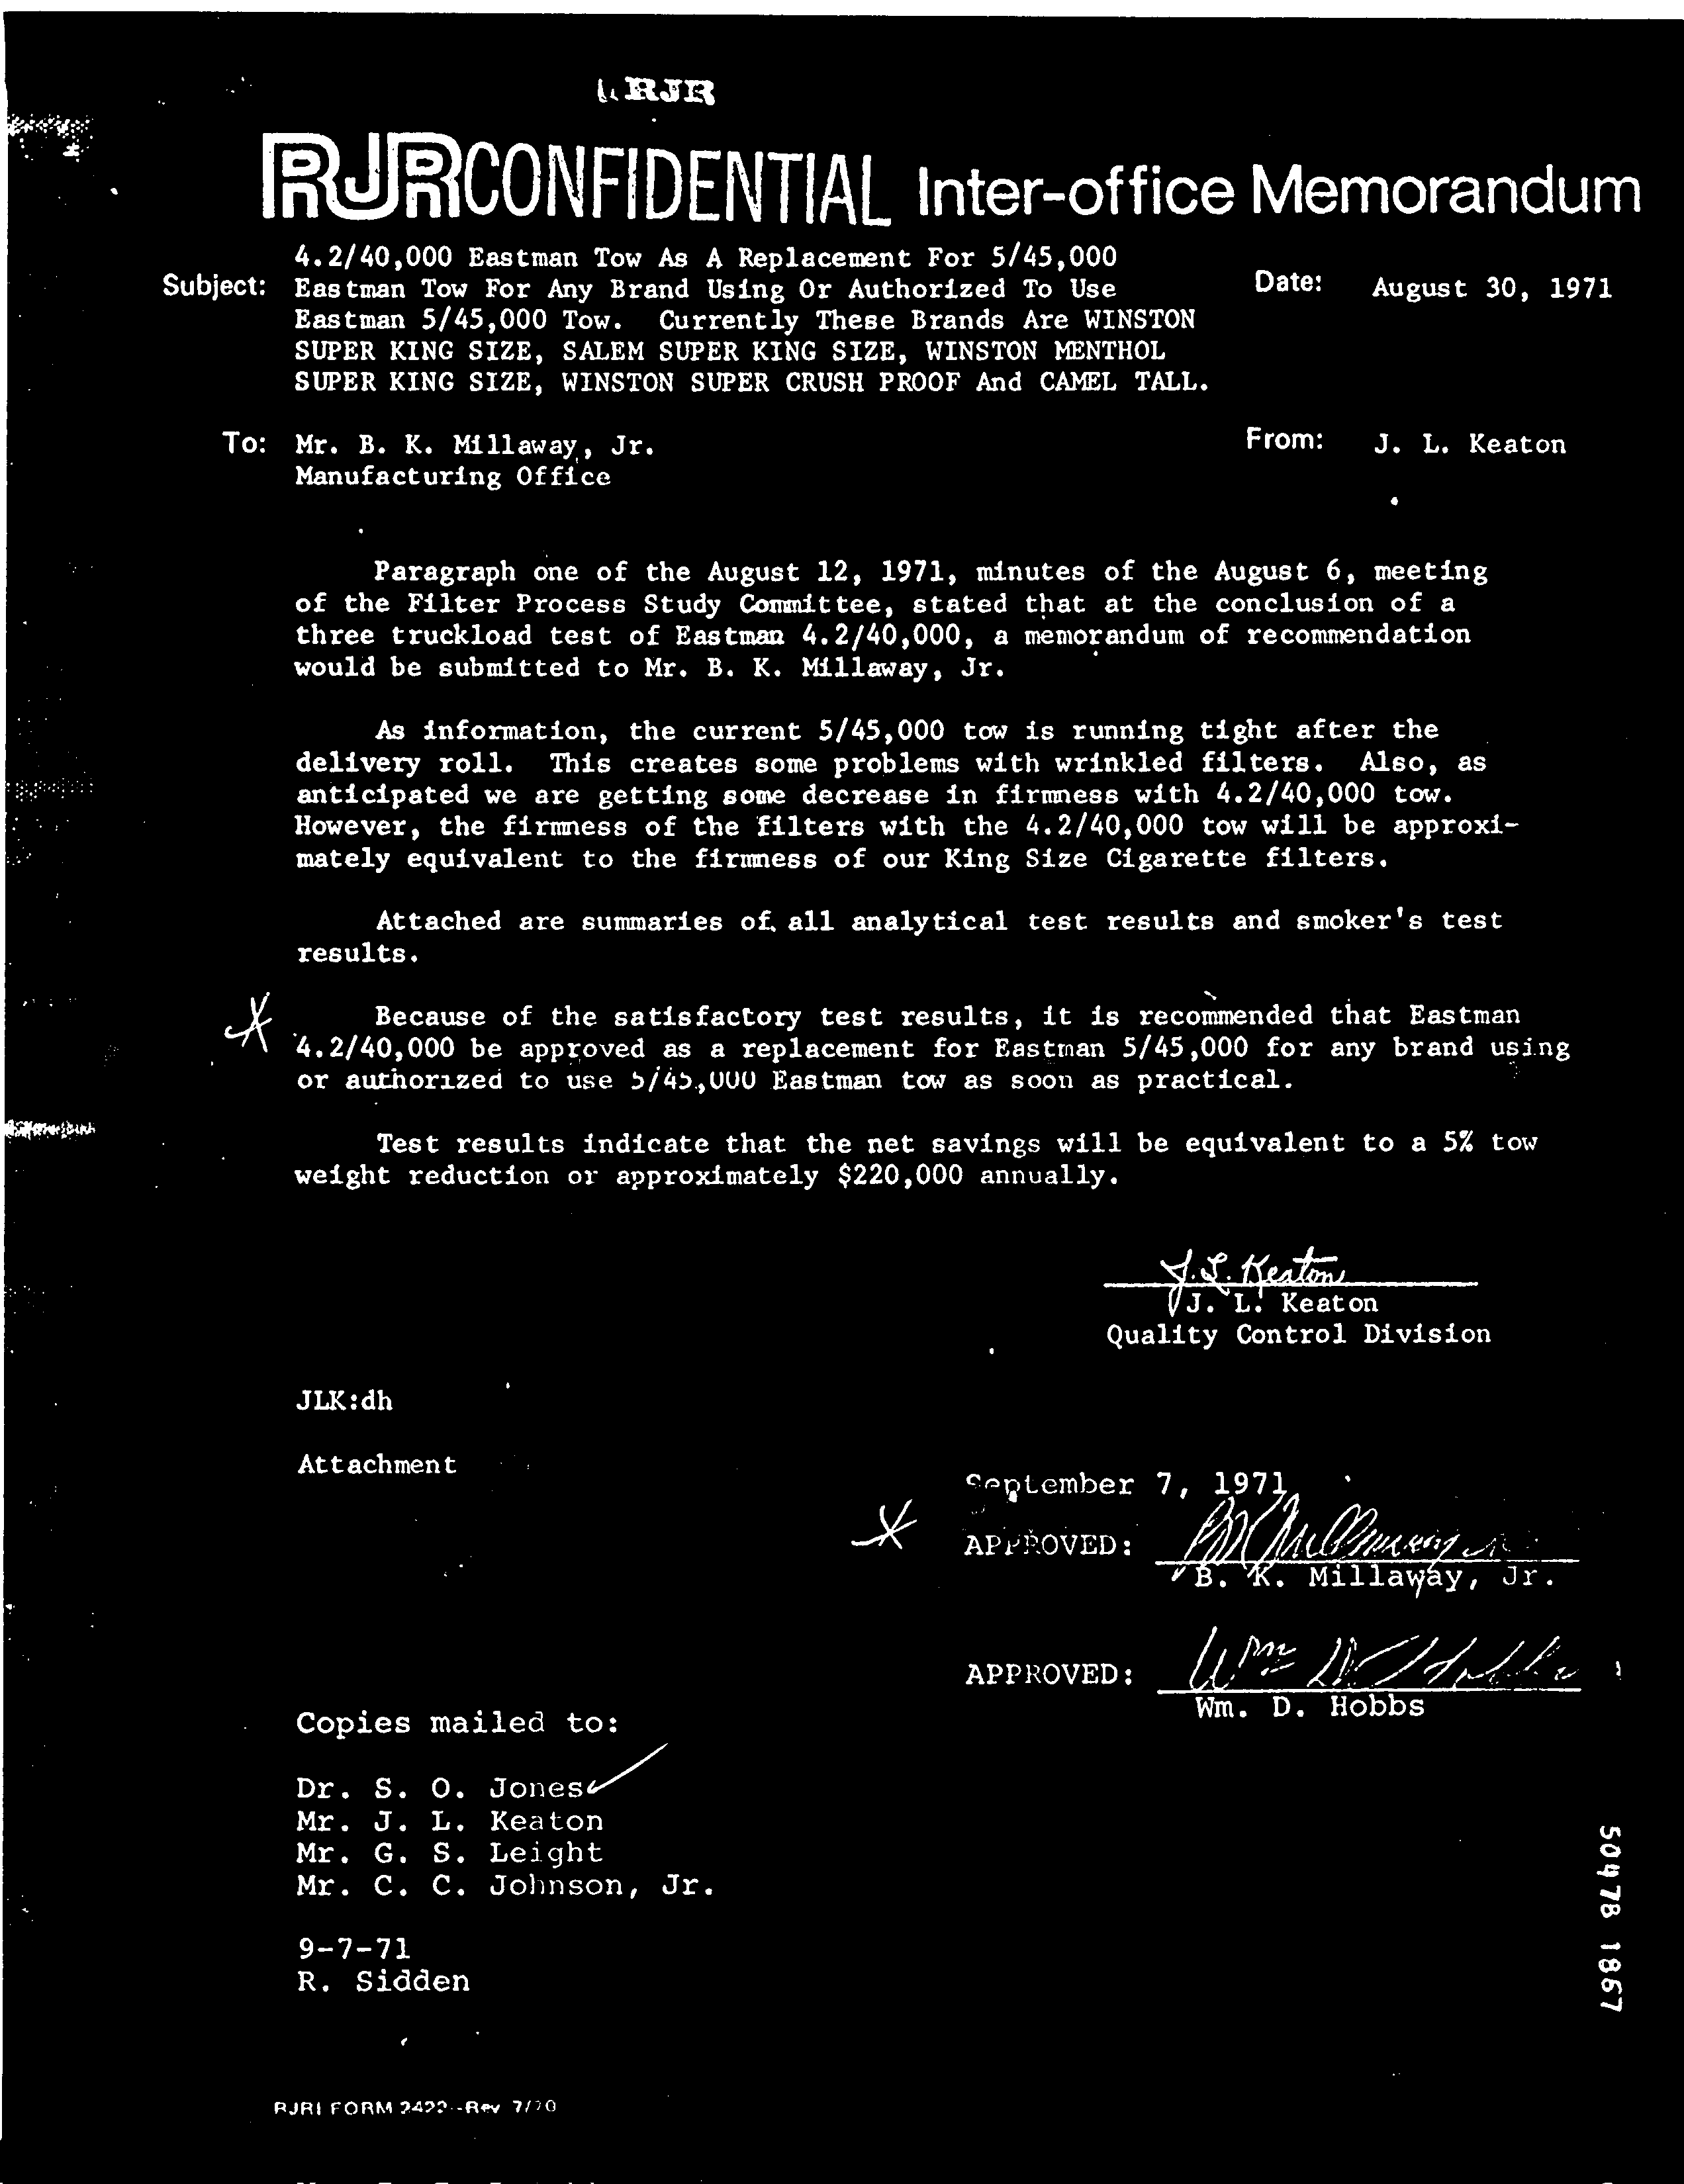 RJR
RJR CONFIDENTIAL Inter-office Memorandum
Subject: 4.2/40,000 Eastman Tow As A Replacement For 5/45,000
Eastman Tow For Any Brand Using Or Authorized To Use
Eastman 5/45,000 Tow. Currently These Brands Are WINSTON
SUPER KING SIZE, SALEM SUPER KING SIZE, WINSTON MENTHOL
SUPER KING SIZE, WINSTON SUPER CRUSH PROOF And CAMEL TALL.
Date: August 30, 1971
To: Mr. B. K. Millaway, Jr.
Manufacturing Office
From: J. L. Keaton
Paragraph one of the August 12, 1971, minutes of the August 6, meeting
of the Filter Process Study Committee, stated that at the conclusion of a
three truckload test of Eastman 4.2/40,000, a memorandum of recommendation
would be submitted to Mr. B. K. Millaway, Jr.
As information, the current 5/45,000 tow is running tight after the
delivery roll. This creates some problems with wrinkled filters. Also, as
anticipated we are getting some decrease in firmness with 4.2/40,000 tow.
However, the firmness of the filters with the 4.2/40,000 tow will be approxi-
mately equivalent to the firmness of our King Size Cigarette filters.
Attached are summaries of all analytical test results and smoker's test
results.
Because of the satisfactory test results, it is recommended that Eastman
4.2/40,000 be approved as a replacement for Eastman 5/45,000 for any brand using
or authorized to use 5/45,000 Eastman tow as soon as practical.
Test results indicate that the net savings will be equivalent to a 5% tow
weight reduction or approximately $220,000 annually.
J. L. Keaton
J. L. Keaton
Quality Control Division
JLK:dh
Attachment
September 7, 1971
APPROVED: BK Millaway Jr
B. K. Millaway, Jr.
APPROVED: Wm D Hobbs
Wm. D. Hobbs
Copies mailed to:
Dr. S. O. Jones
Mr. J. L. Keaton
Mr. G. S. Leight
Mr. C. C. Johnson, Jr.
9-7-71
R. Sidden
50478 1867
RJRI FORM 2422--Rev 7/70